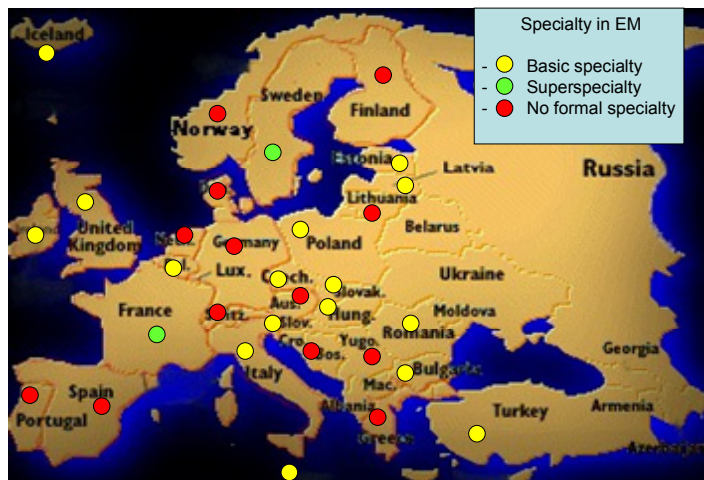 Specialty in EM
- Basic specialty
- Superspecialty
- No formal specialty
Iceland
Sweden
Finland
Norway
Estonia
Latvia
Russia
Lithuania
United
Kingdom
Belarus
Germany
Poland
Lux.
Ukraine
Czech.
Slovak.
Aus.
France
Hung.
Moldova
Slov.
Romania
Cro.
Yugo.
Georgia
Bos.
Italy
Bulgaria
Mac.
Spain
Portugal
Albania
Turkey
Armenia
Greece
Azerbaijan